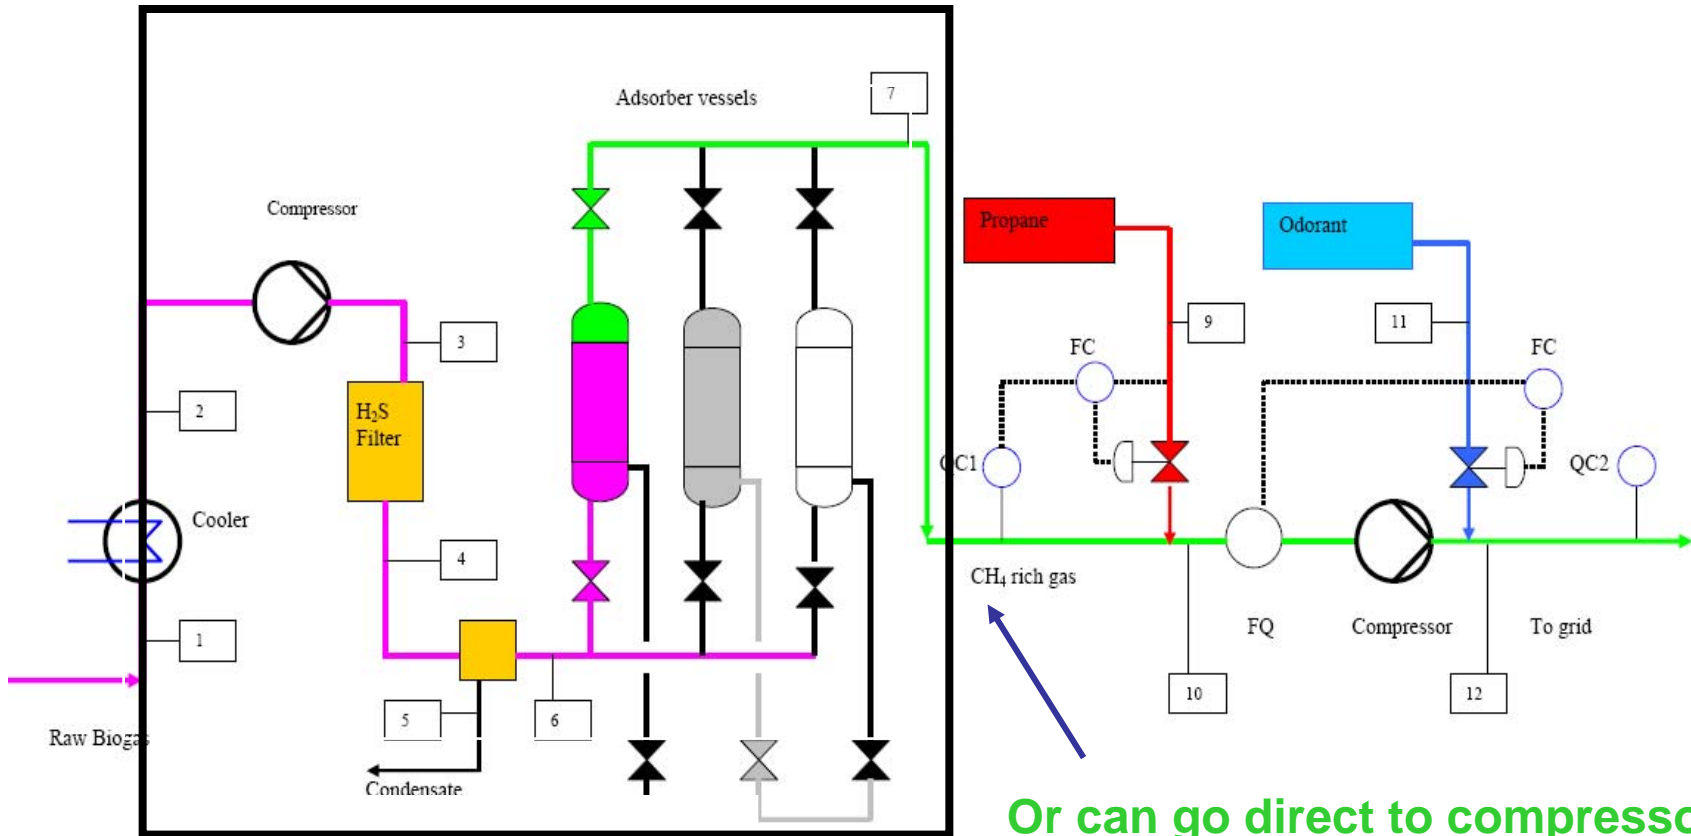 Adsorber vessels
7
Compressor
Propane
Odorant
3
9
11
FC
FC
2
H₂S
Filter
QC1
QC2
Cooler
4
CH₄ rich gas
1
FQ
Compressor
To grid
10
12
5
6
Raw Biogas
Condensate
Or can go direct to compresso